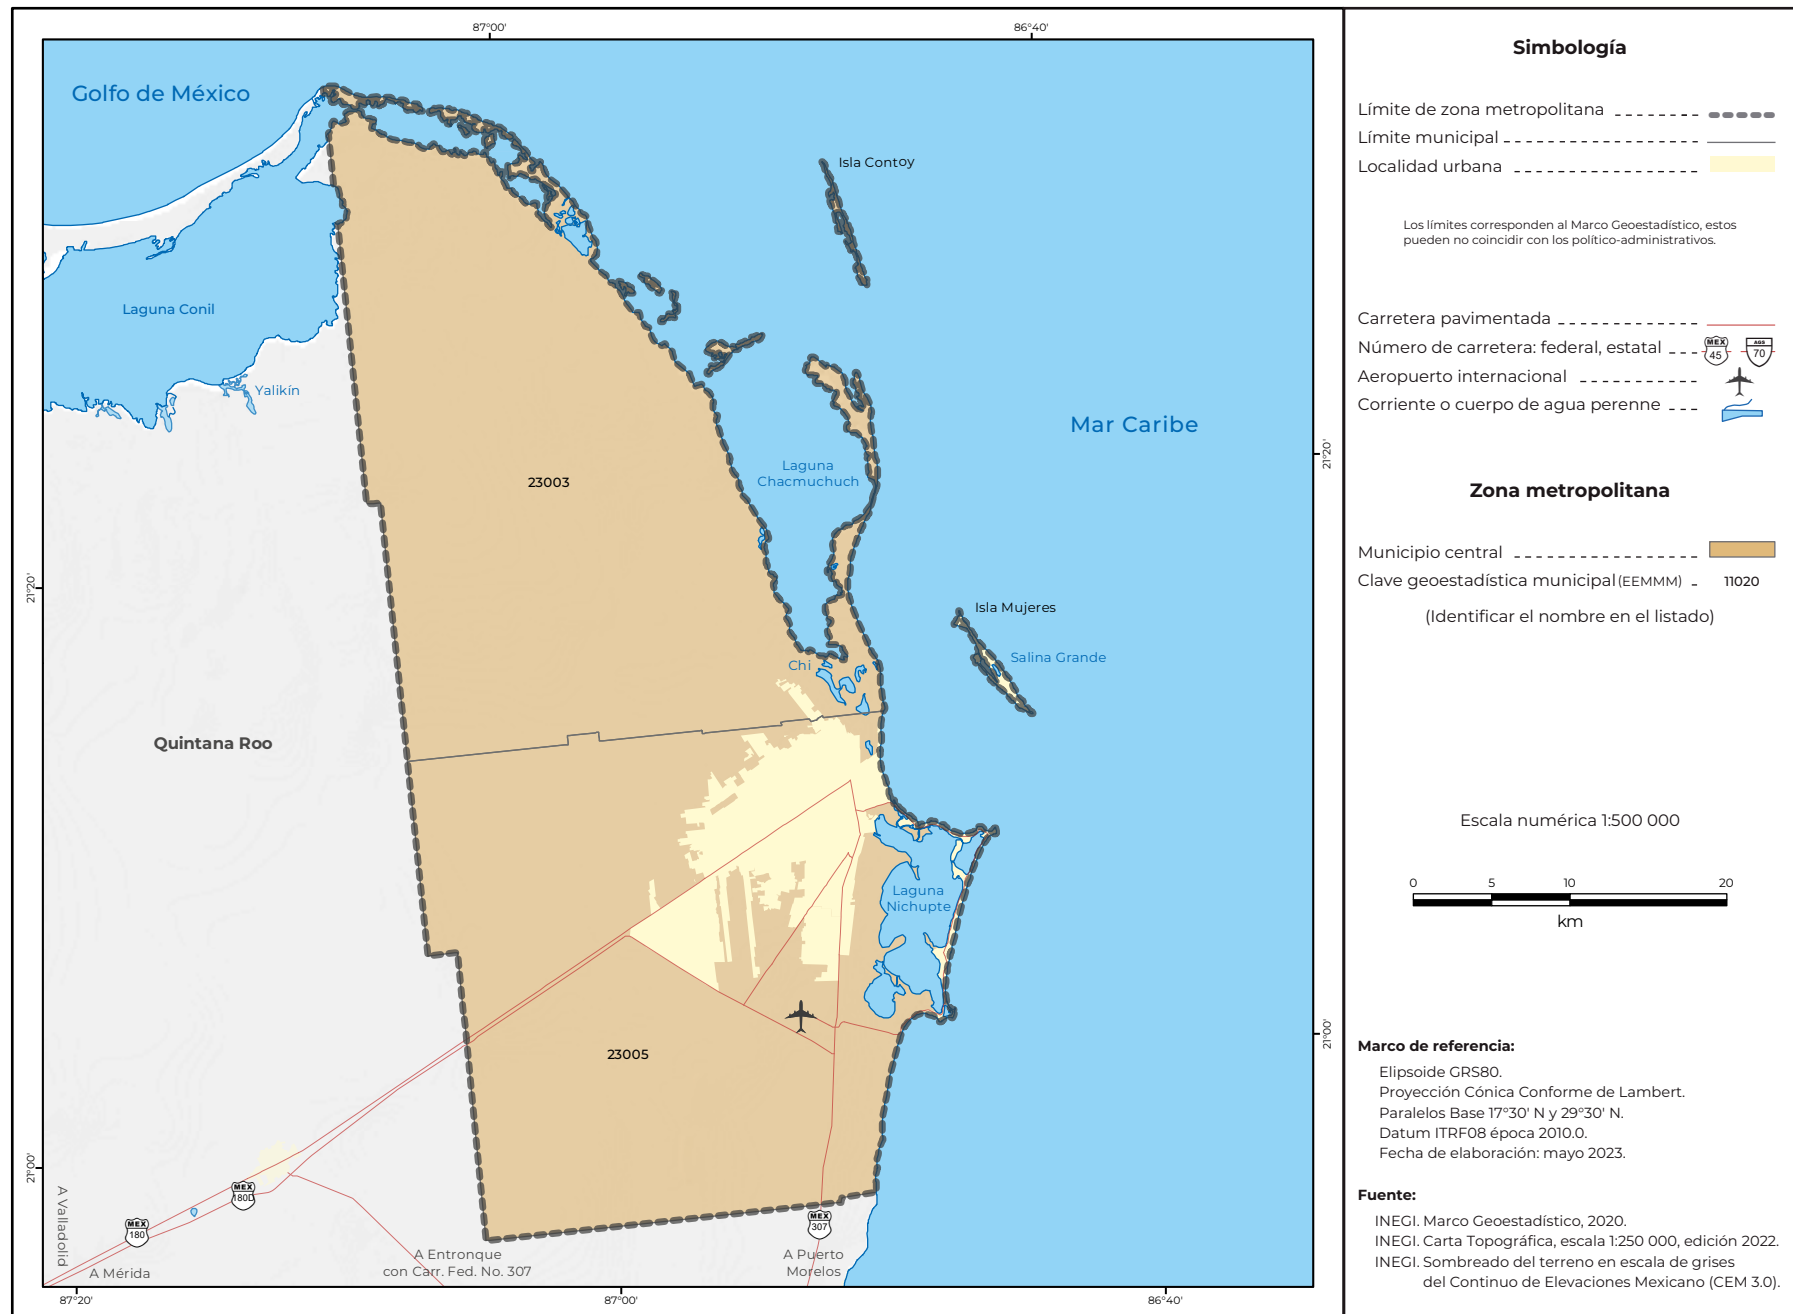 87°00'
86°40'
Golfo de México
Isla Contoy
Laguna Conil
Yalikín
Mar Caribe
21°20'
Laguna
Chacmuchuch
23003
21°20'
Isla Mujeres
Salina Grande
Chi
Quintana Roo
Laguna
Nichupte
21°00'
23005
21°00'
A Valladolid
MEX
180D
MEX
180
MEX
307
A Mérida
A Entronque
con Carr. Fed. No. 307
A Puerto
Morelos
87°20'
87°00'
86°40'
Simbología
Límite de zona metropolitana
Límite municipal
Localidad urbana
Los límites corresponden al Marco Geoestadístico, estos
pueden no coincidir con los político-administrativos.
Carretera pavimentada
Número de carretera: federal, estatal
MEX
45
AGS
70
Aeropuerto internacional
Corriente o cuerpo de agua perenne
Zona metropolitana
Municipio central
Clave geoestadística municipal (EEMMM) 11020
(Identificar el nombre en el listado)
Escala numérica 1:500 000
0 5 10 20
km
Marco de referencia:
Elipsoide GRS80.
Proyección Cónica Conforme de Lambert.
Paralelos Base 17°30' N y 29°30' N.
Datum ITRF08 época 2010.0.
Fecha de elaboración: mayo 2023.
Fuente:
INEGI. Marco Geoestadístico, 2020.
INEGI. Carta Topográfica, escala 1:250 000, edición 2022.
INEGI. Sombreado del terreno en escala de grises
del Continuo de Elevaciones Mexicano (CEM 3.0).